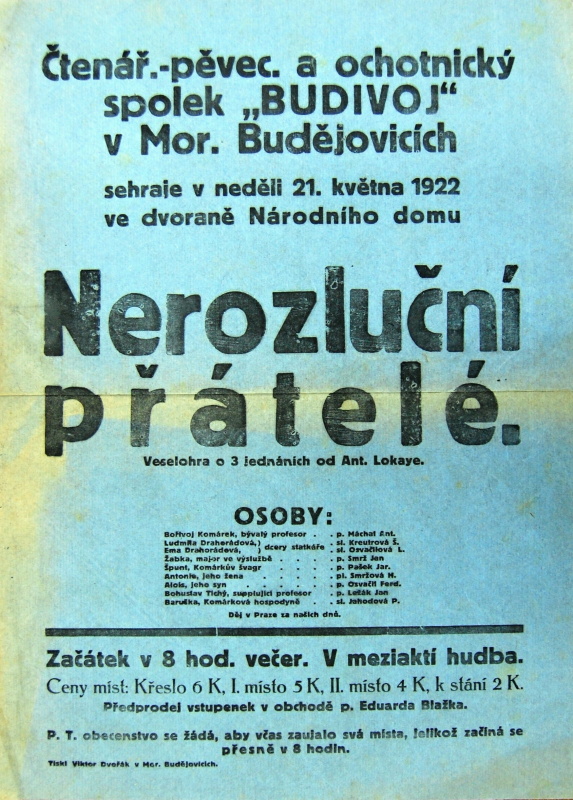 Čtenář.-pěvec. a ochotnický
spolek „BUDIVOJ“
v Mor. Budějovicích
sehraje v neděli 21. května 1922
ve dvoraně Národního domu
Nerozluční
přátelé.
Veselohra o 3 jednáních od Ant. Lokaye.
OSOBY:
Bořivoj Komárek, bývalý profesor . . p. Máchal Ant.
Ludmila Drahorádová,) dcery statkáře . sl. Kreutrová Š.
Ema Drahorádová, ) sl. Osvačilová L.
Žabka, major ve výslužbě . . . . p. Smrž Jan
Špunt, Komárkův švagr . . . . p. Pašek Jar.
Antonie, jeho žena . . . . . pí. Smržová H.
Alois, jeho syn . . . . . p. Osvačil Ferd.
Bohuslav Tichý, supplující profesor . . p. Ležák Jan
Baruška, Komárková hospodyně . . sl. Jahodová P.
Děj v Praze za našich dnů.
Začátek v 8 hod. večer. V meziaktí hudba.
Ceny míst: Křeslo 6 K, I. místo 5 K, II. místo 4 K, k stání 2 K.
Předprodej vstupenek v obchodě p. Eduarda Blažka.
P. T. obecenstvo se žádá, aby včas zaujalo svá místa, jelikož začíná se
přesně v 8 hodin.
Tiskl Viktor Dvořák v Mor. Budějovicích.